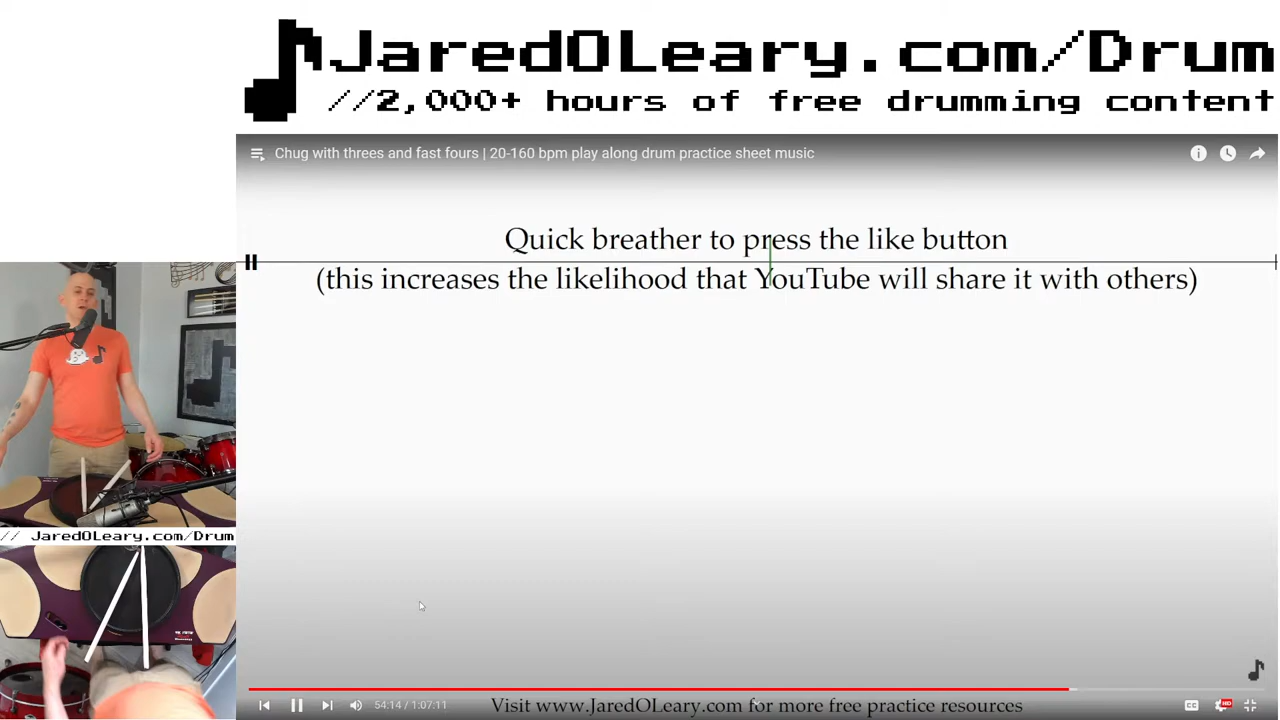 JaredOLeary.com/Drum
//2,000+ hours of free drumming content
Chug with threes and fast fours | 20-160 bpm play along drum practice sheet music
Quick breather to press the like button
(this increases the likelihood that YouTube will share it with others)
// JaredOLeary.com/Drum
54:14 / 1:07:11
Visit www.JaredOLeary.com for more free practice resources
CC
HD